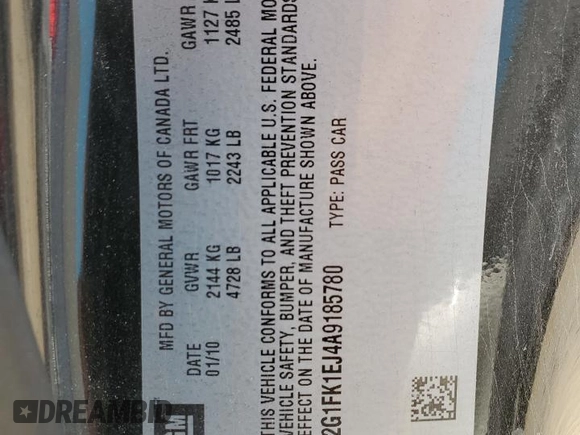 MFD BY GENERAL MOTORS OF CANADA LTD.
DATE GVWR GAWR FRT GAWR
01/10 2144 KG 1017 KG 1127 K
4728 LB 2243 LB 2485 L
THIS VEHICLE CONFORMS TO ALL APPLICABLE U.S. FEDERAL MO
VEHICLE SAFETY, BUMPER, AND THEFT PREVENTION STANDARDS
EFFECT ON THE DATE OF MANUFACTURE SHOWN ABOVE.
2G1FK1EJ4A9185780 TYPE: PASS CAR
GM
DREAMBID